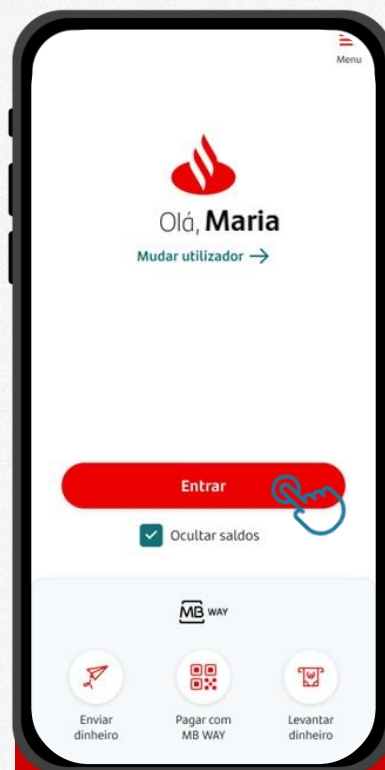 Menu
Olá, Maria
Mudar utilizador →
Entrar
Ocultar saldos
MB WAY
Enviar
dinheiro
Pagar com
MB WAY
Levantar
dinheiro